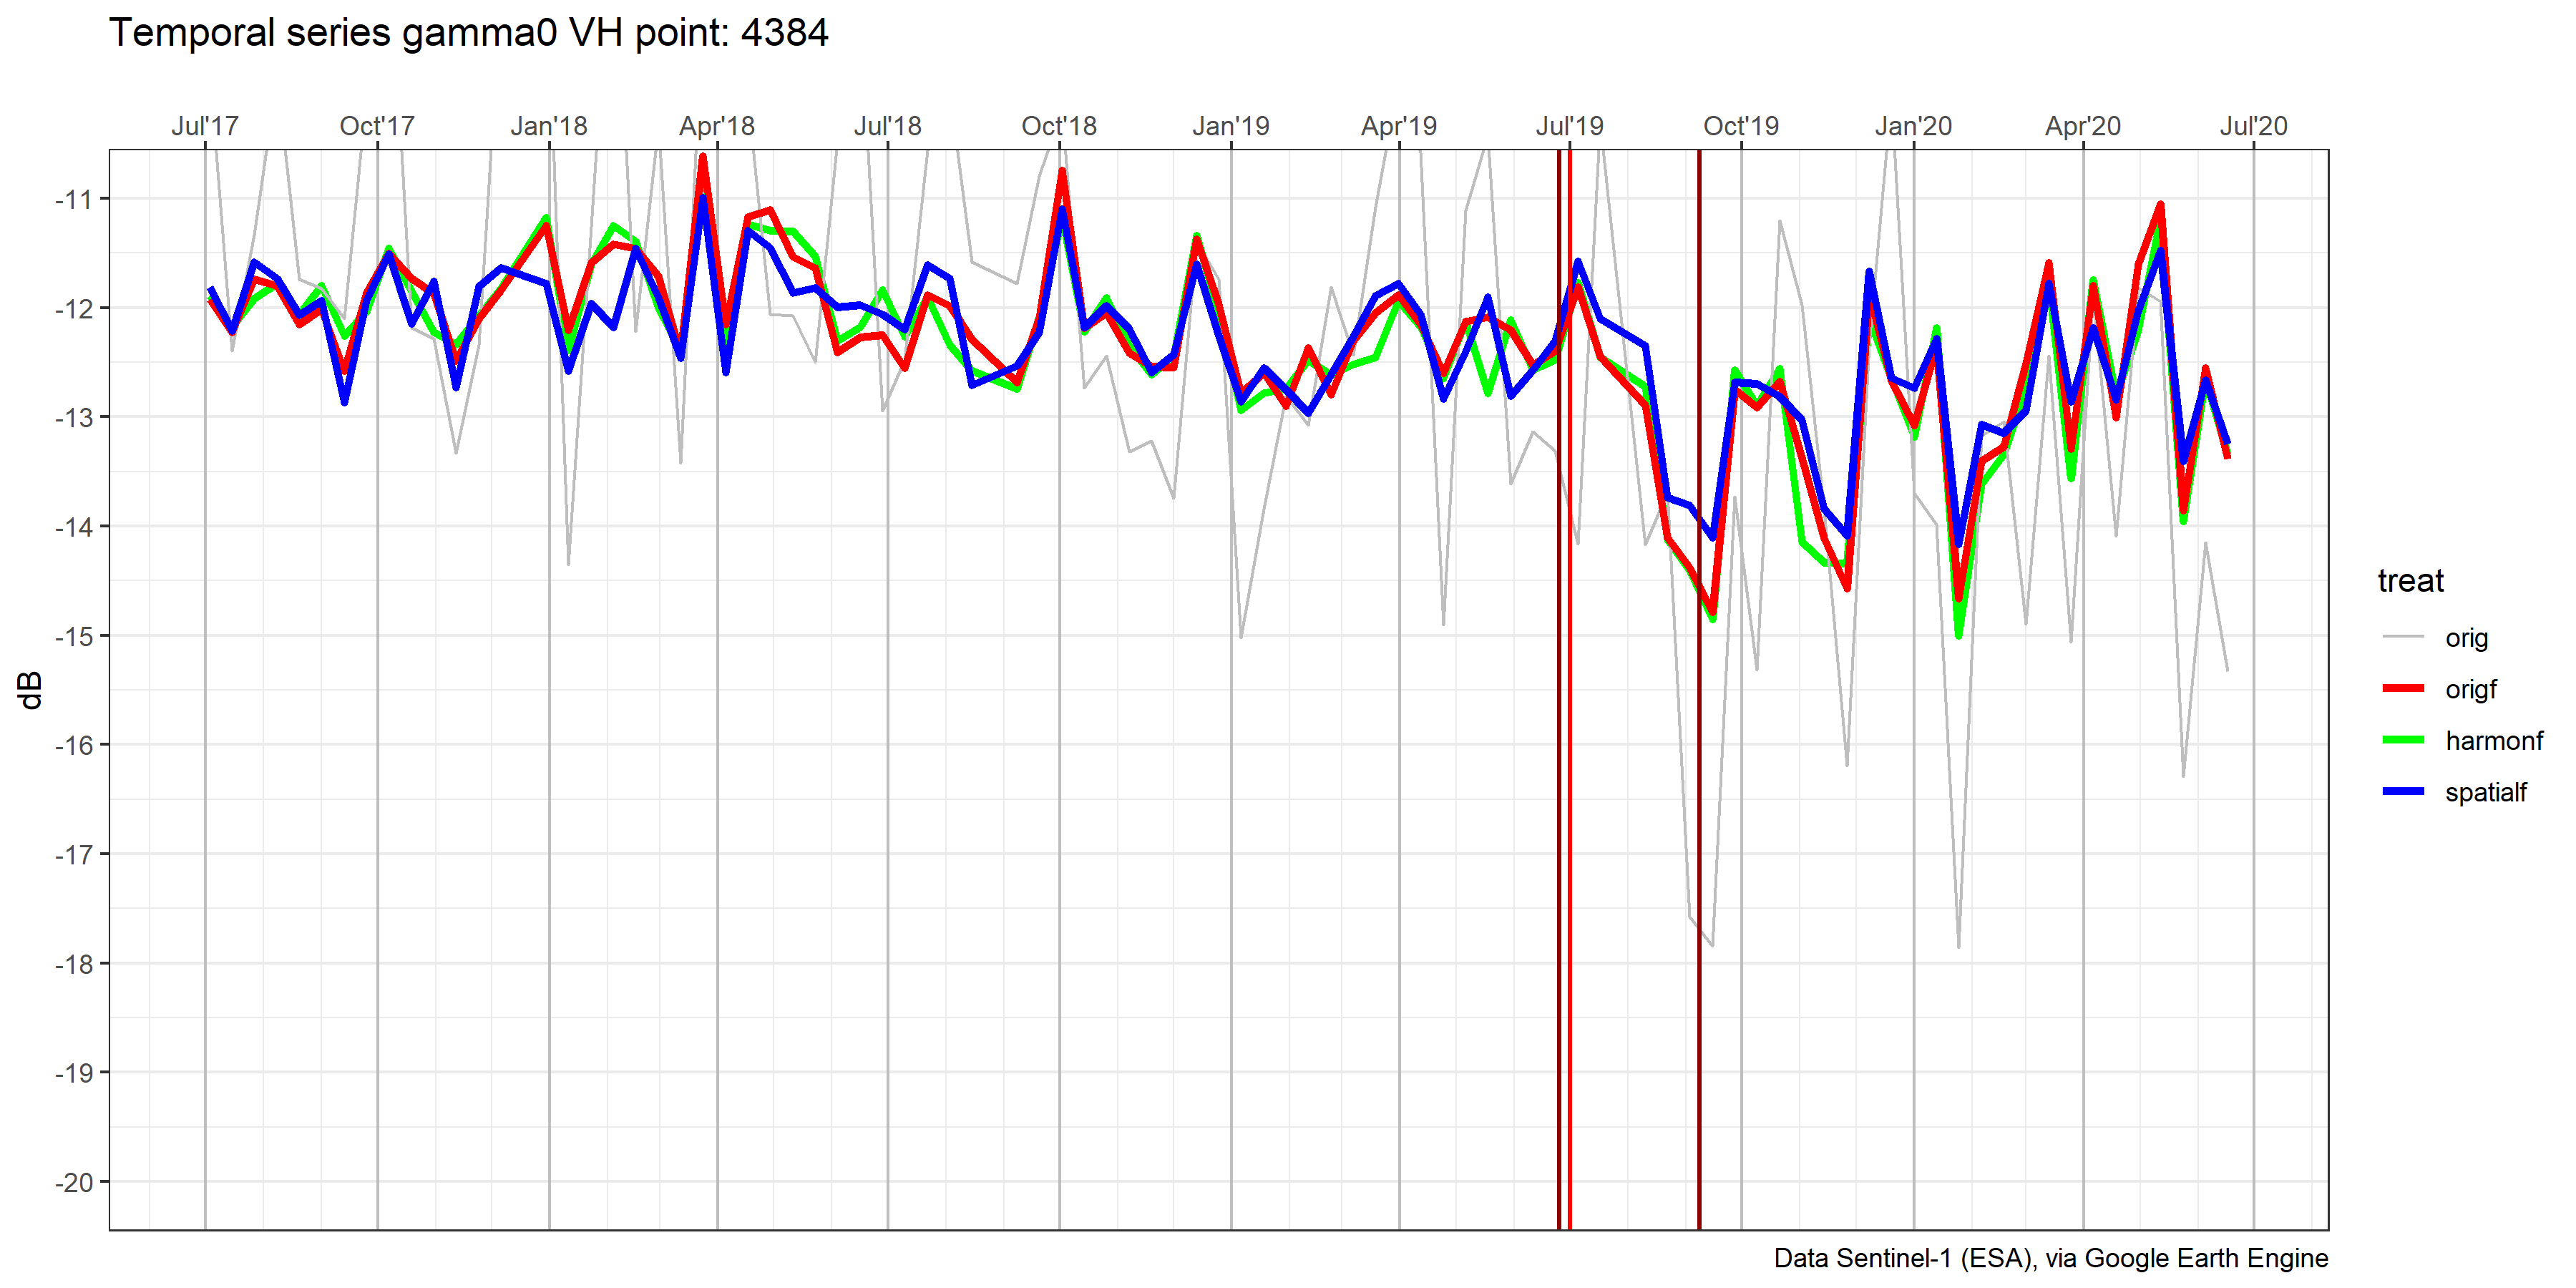 Temporal series gamma0 VH point: 4384
Jul'17 Oct'17 Jan'18 Apr'18 Jul'18 Oct'18 Jan'19 Apr'19 Jul'19 Oct'19 Jan'20 Apr'20 Jul'20
-11
-12
-13
-14
-15
-16
-17
-18
-19
-20
dB
treat
orig
origf
harmonf
spatialf
Data Sentinel-1 (ESA), via Google Earth Engine